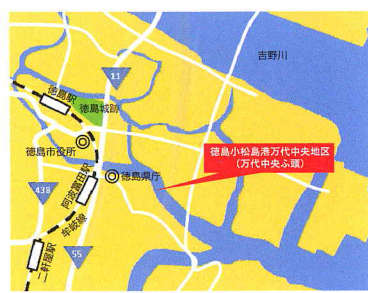 吉野川
11
徳島駅
徳島城跡
徳島市役所
徳島小松島港万代中央地区
(万代中央ふ頭)
阿波富田駅
徳島県庁
438
牟岐線
二軒屋駅
55